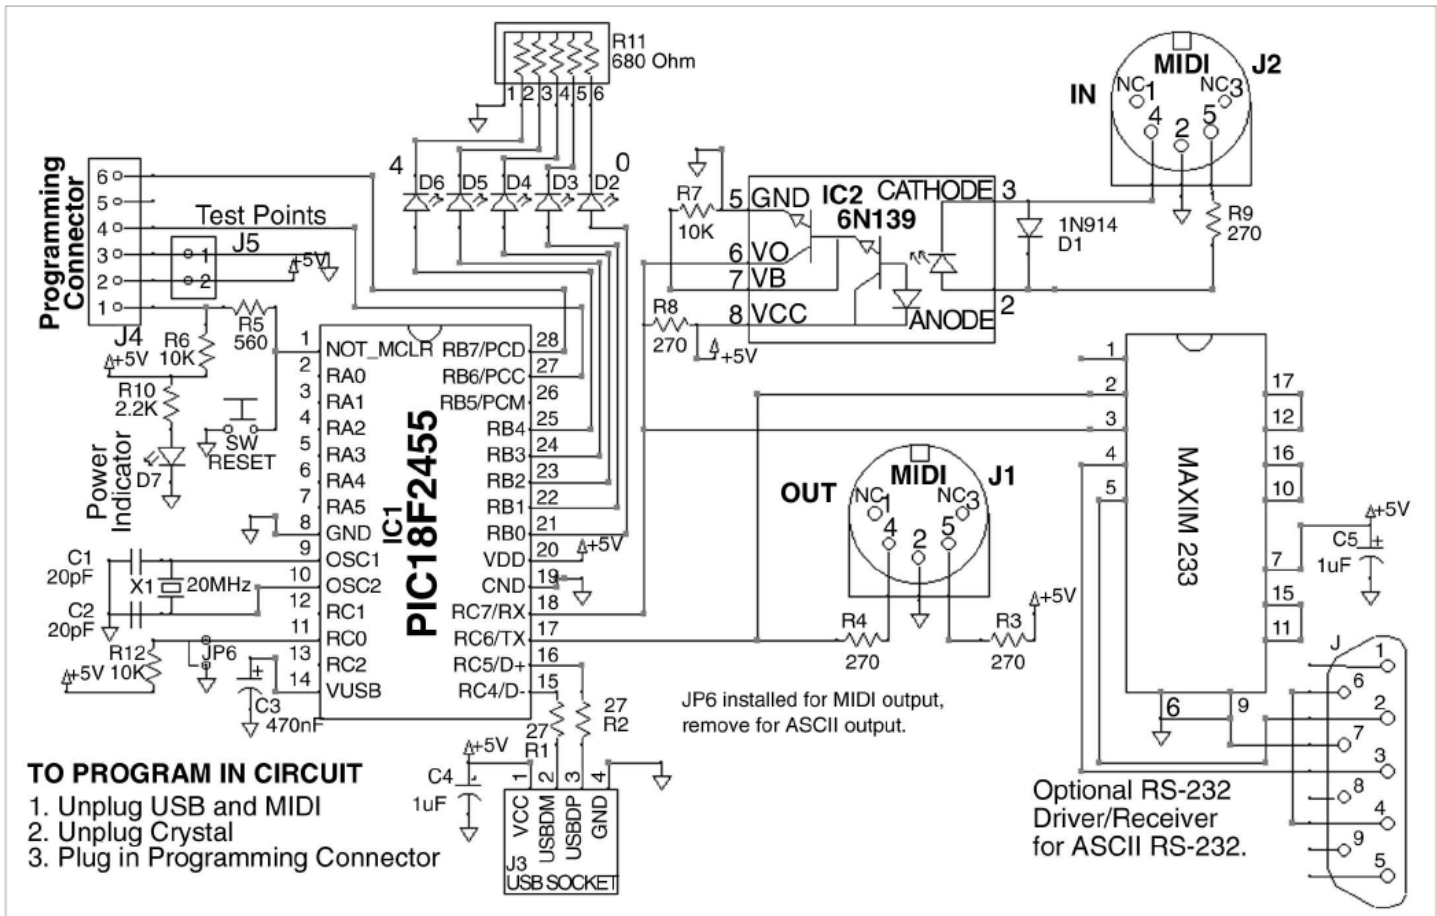 R11
680 Ohm
1 2 3 4 5 6
4
0
D6
D5
D4
D3
D2
Programming
Connector
6
5
4
3
2
1
J4
Test Points
J5
1
2
+5V
R5
560
R6
10K
+5V
R10
2.2K
Power
Indicator
D7
SW
RESET
IC1
PIC18F2455
1
NOT_MCLR
2
RA0
3
RA1
4
RA2
5
RA3
6
RA4
7
RA5
8
GND
9
OSC1
10
OSC2
12
RC1
11
RC0
13
RC2
14
VUSB
RB7/PCD
28
RB6/PCC
27
RB5/PCM
26
RB4
25
RB3
24
RB2
23
RB1
22
RB0
21
VDD
20
+5V
CND
19
RC7/RX
18
RC6/TX
17
RC5/D+
16
RC4/D-
15
C1
20pF
X1
20MHz
C2
20pF
R12
10K
+5V
JP6
+
C3
470nF
27
R1
27
R2
+5V
C4
1uF
1
2
3
4
VCC
USBDM
USBDP
GND
J3
USB SOCKET
R7
10K
R8
270
+5V
5
GND
6
VO
7
VB
8
VCC
IC2
6N139
CATHODE
3
ANODE
2
1N914
D1
R9
270
IN
MIDI
J2
NC
1
NC
3
4
2
5
OUT
MIDI
J1
NC
1
NC
3
4
2
5
R4
270
R3
270
+5V
JP6 installed for MIDI output,
remove for ASCII output.
MAXIM 233
1
2
3
4
5
17
12
16
10
7
15
11
6
9
+5V
C5
1uF
+
J
1
6
2
7
3
8
4
9
5
Optional RS-232
Driver/Receiver
for ASCII RS-232.
TO PROGRAM IN CIRCUIT
1. Unplug USB and MIDI
2. Unplug Crystal
3. Plug in Programming Connector